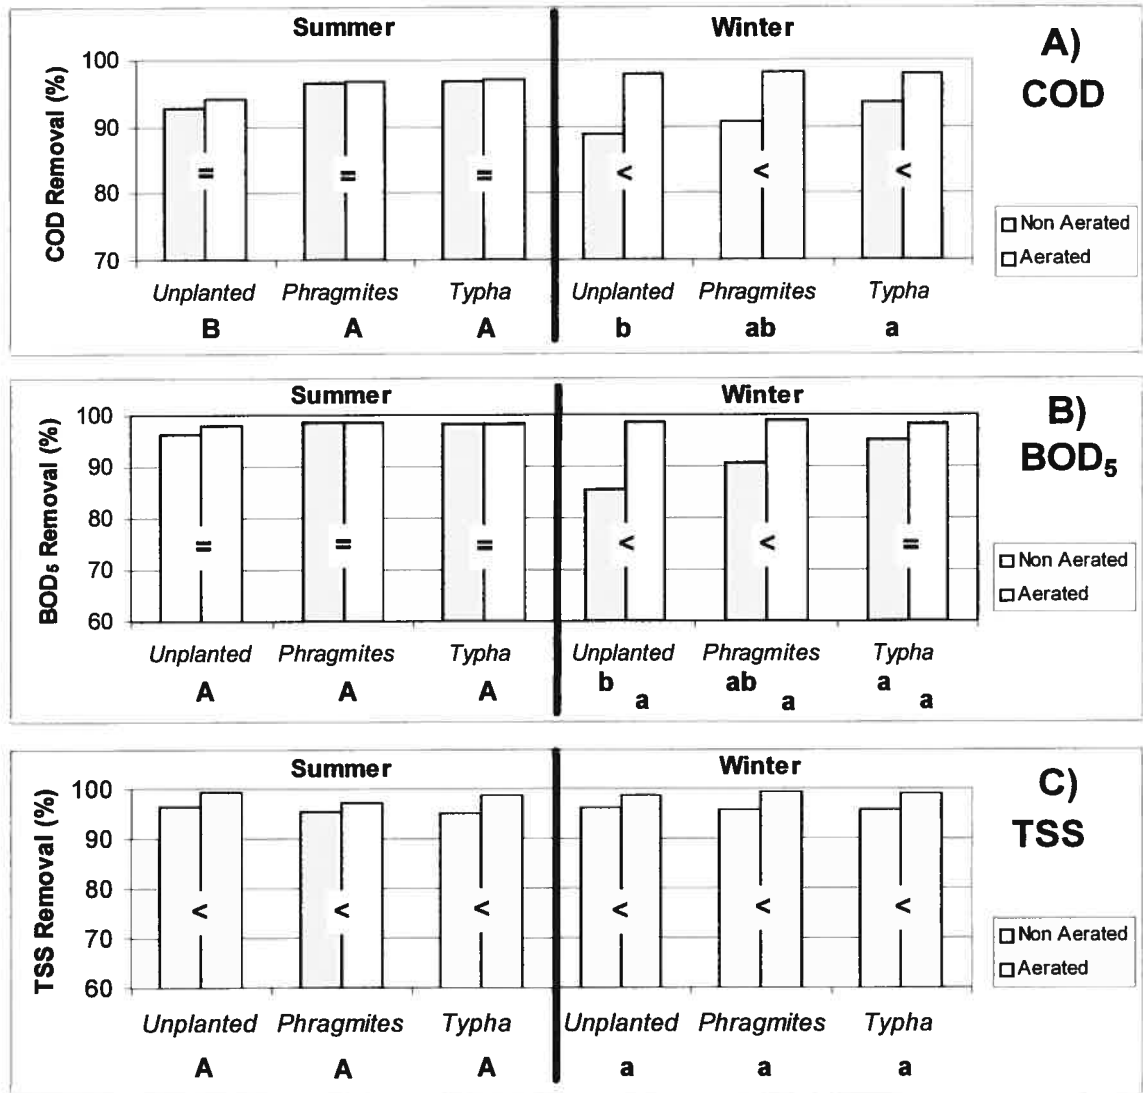 Summer Winter
A)
COD
COD Removal (%)
100
90
80
70
= = = < < <
Non Aerated
Aerated
Unplanted Phragmites Typha Unplanted Phragmites Typha
B A A b ab a
Summer Winter
B)
BOD₅
BOD₅ Removal (%)
100
90
80
70
60
= = = < < =
Non Aerated
Aerated
Unplanted Phragmites Typha Unplanted Phragmites Typha
A A A b ab a
a a a
Summer Winter
C)
TSS
TSS Removal (%)
100
90
80
70
60
< < < < < <
Non Aerated
Aerated
Unplanted Phragmites Typha Unplanted Phragmites Typha
A A A a a a